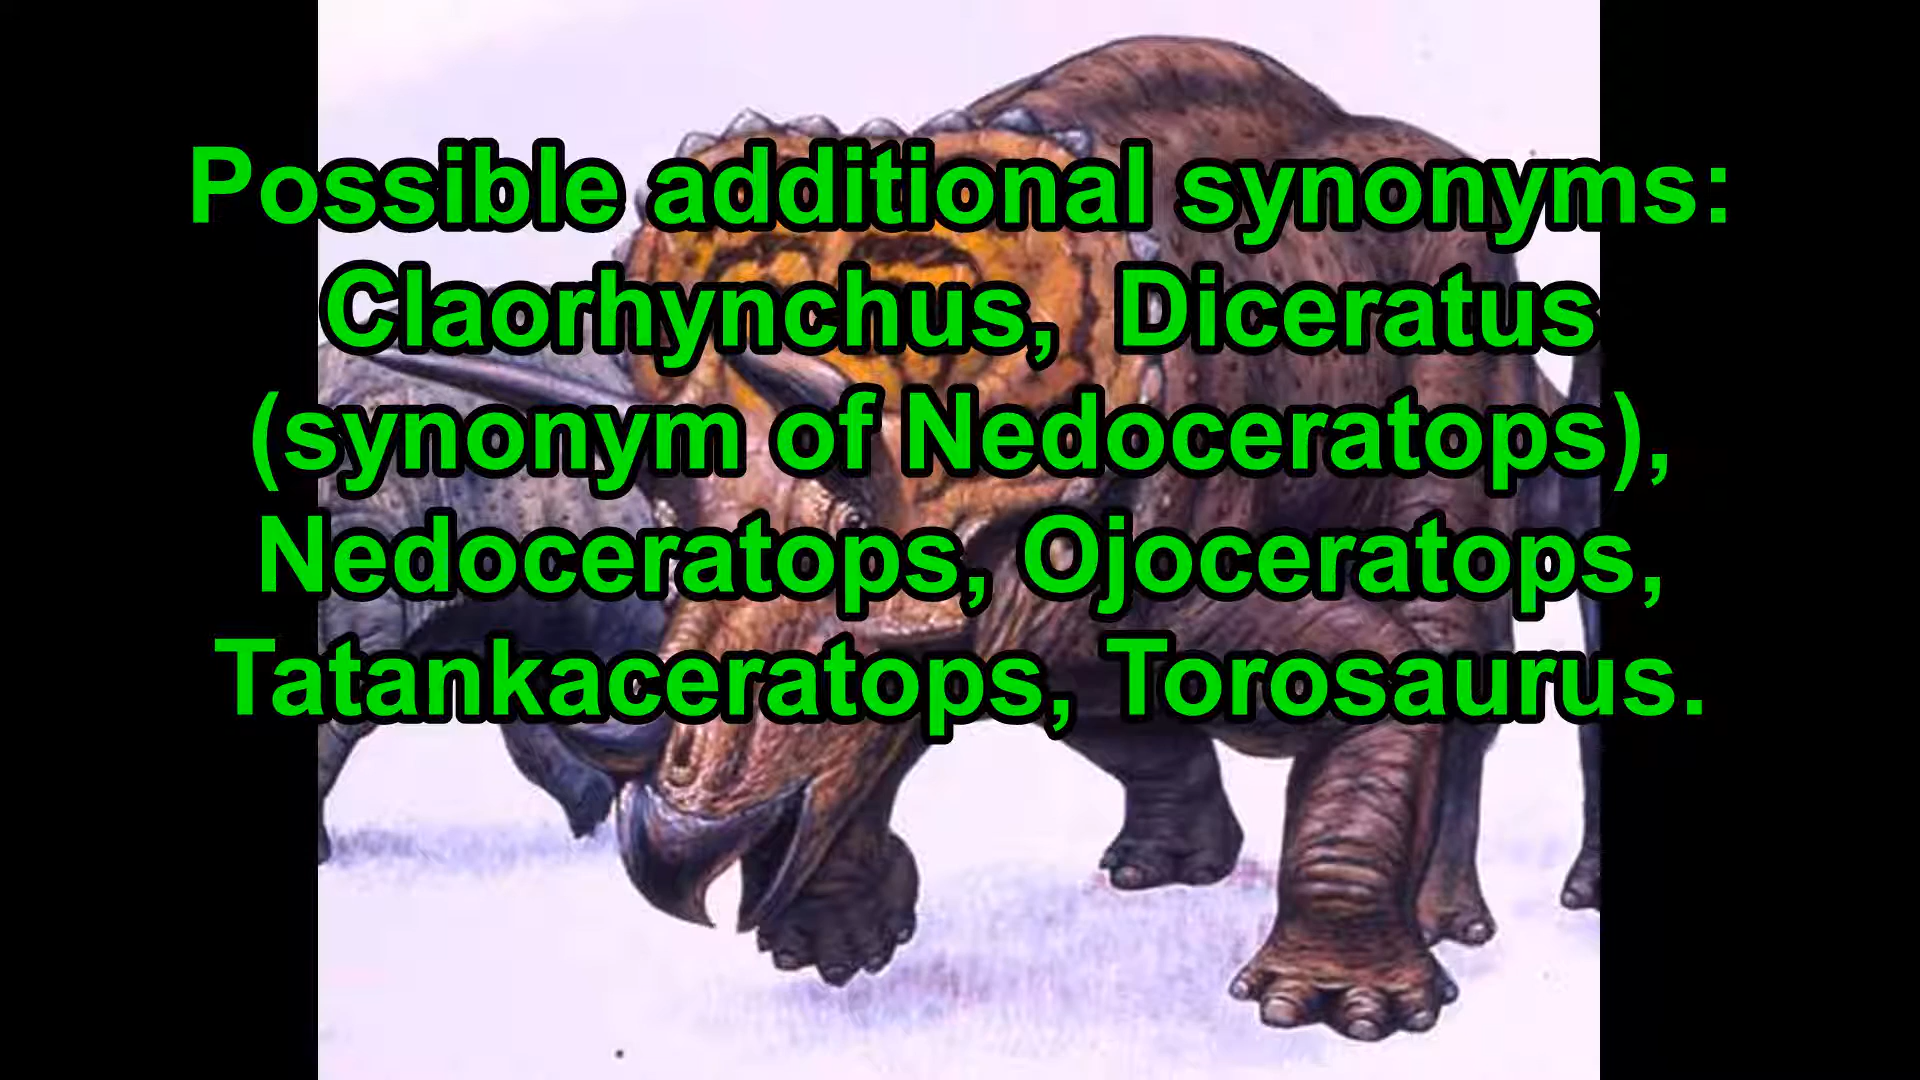 Possible additional synonyms:
Claorhynchus, Diceratus
(synonym of Nedoceratops),
Nedoceratops, Ojoceratops,
Tatankaceratops, Torosaurus.